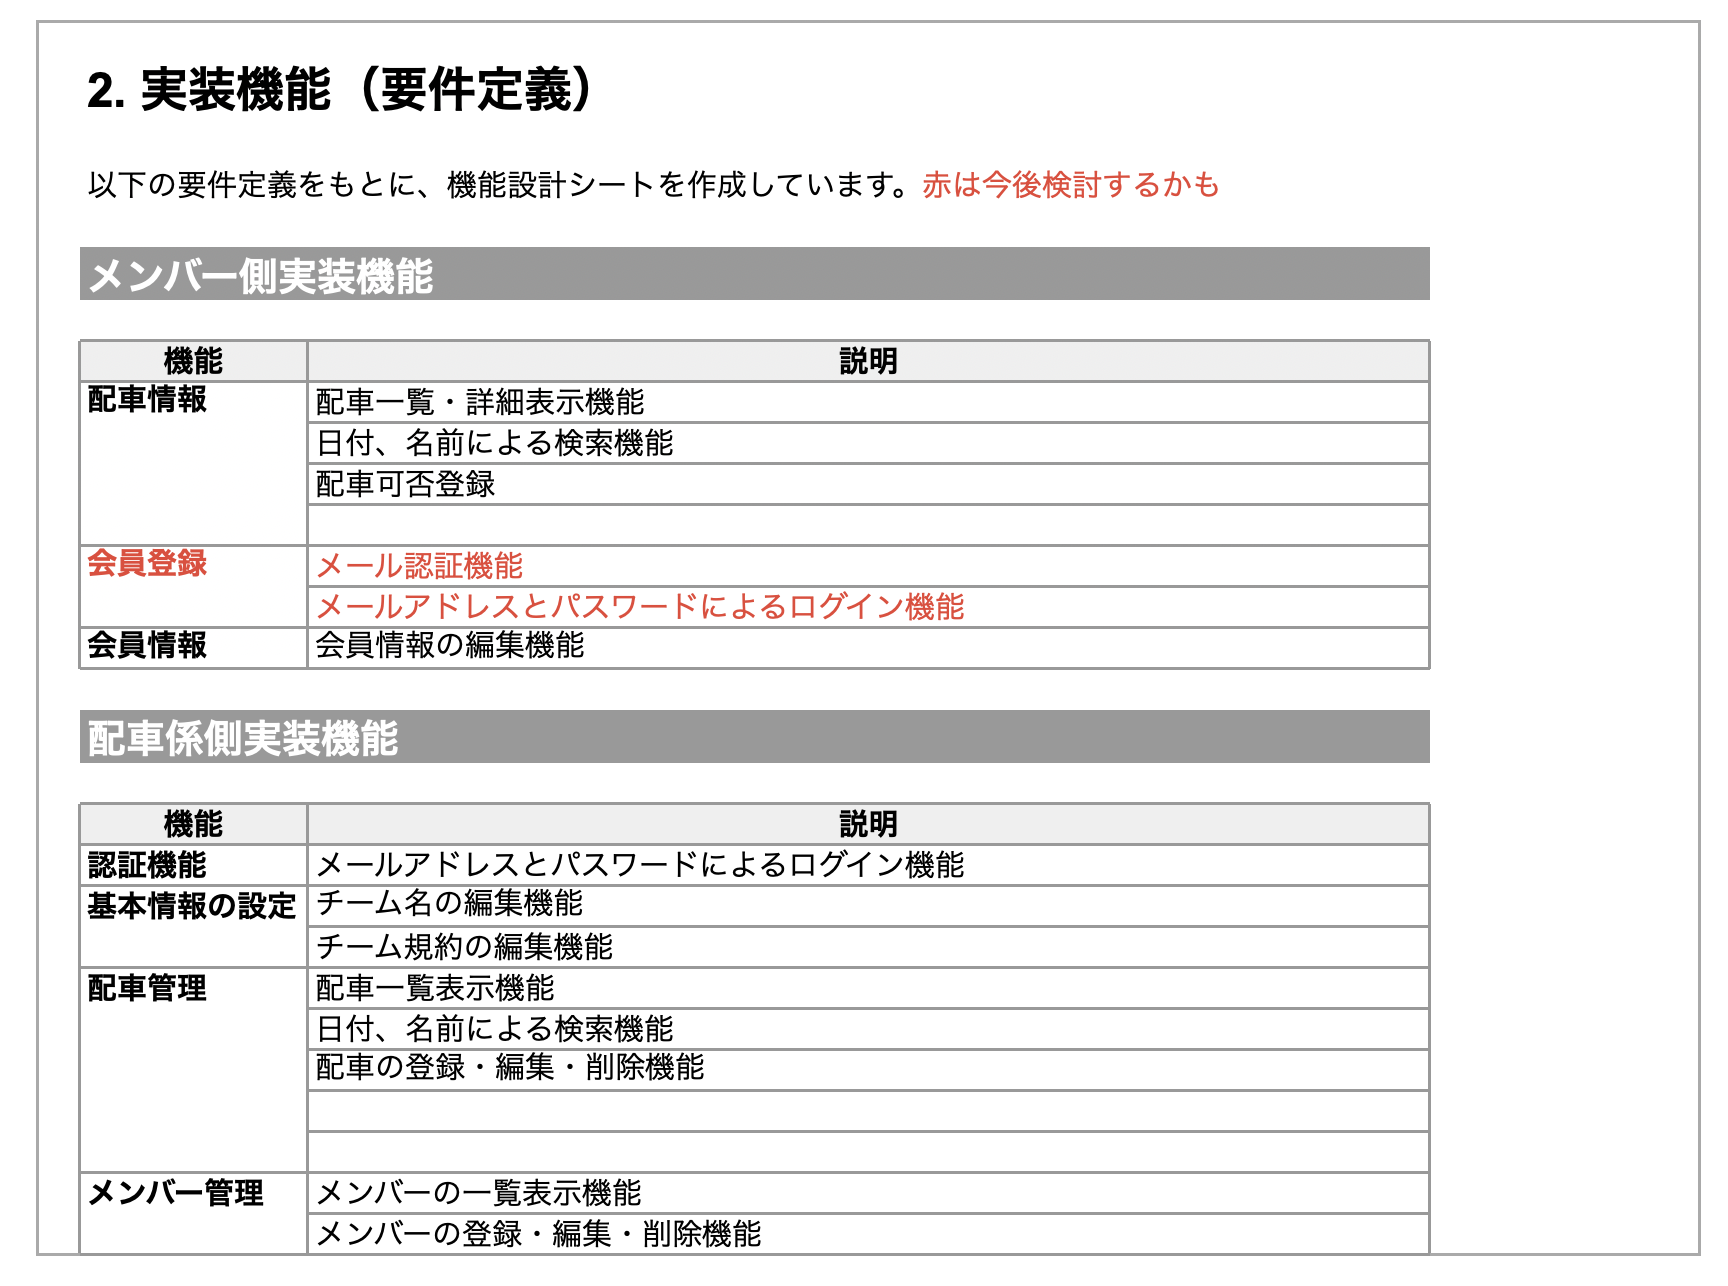 2. 実装機能（要件定義）
以下の要件定義をもとに、機能設計シートを作成しています。赤は今後検討するかも
メンバー側実装機能
機能 説明
配車情報 配車一覧・詳細表示機能
日付、名前による検索機能
配車可否登録
会員登録 メール認証機能
メールアドレスとパスワードによるログイン機能
会員情報 会員情報の編集機能
配車係側実装機能
機能 説明
認証機能 メールアドレスとパスワードによるログイン機能
基本情報の設定 チーム名の編集機能
チーム規約の編集機能
配車管理 配車一覧表示機能
日付、名前による検索機能
配車の登録・編集・削除機能
メンバー管理 メンバーの一覧表示機能
メンバーの登録・編集・削除機能